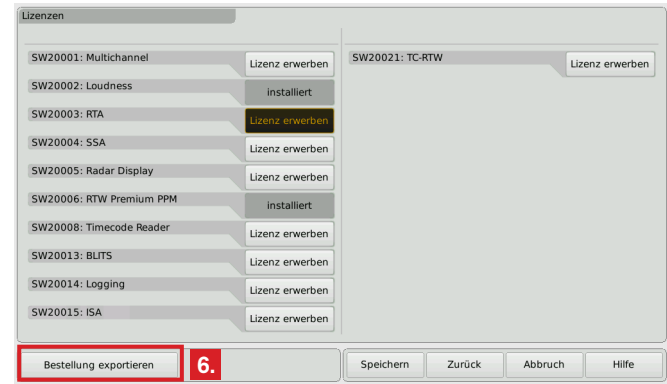 Lizenzen
SW20001: Multichannel
Lizenz erwerben
SW20002: Loudness
installiert
SW20003: RTA
Lizenz erwerben
SW20004: SSA
Lizenz erwerben
SW20005: Radar Display
Lizenz erwerben
SW20006: RTW Premium PPM
installiert
SW20008: Timecode Reader
Lizenz erwerben
SW20013: BLITS
Lizenz erwerben
SW20014: Logging
Lizenz erwerben
SW20015: ISA
Lizenz erwerben
SW20021: TC-RTW
Lizenz erwerben
Bestellung exportieren
6.
Speichern
Zurück
Abbruch
Hilfe